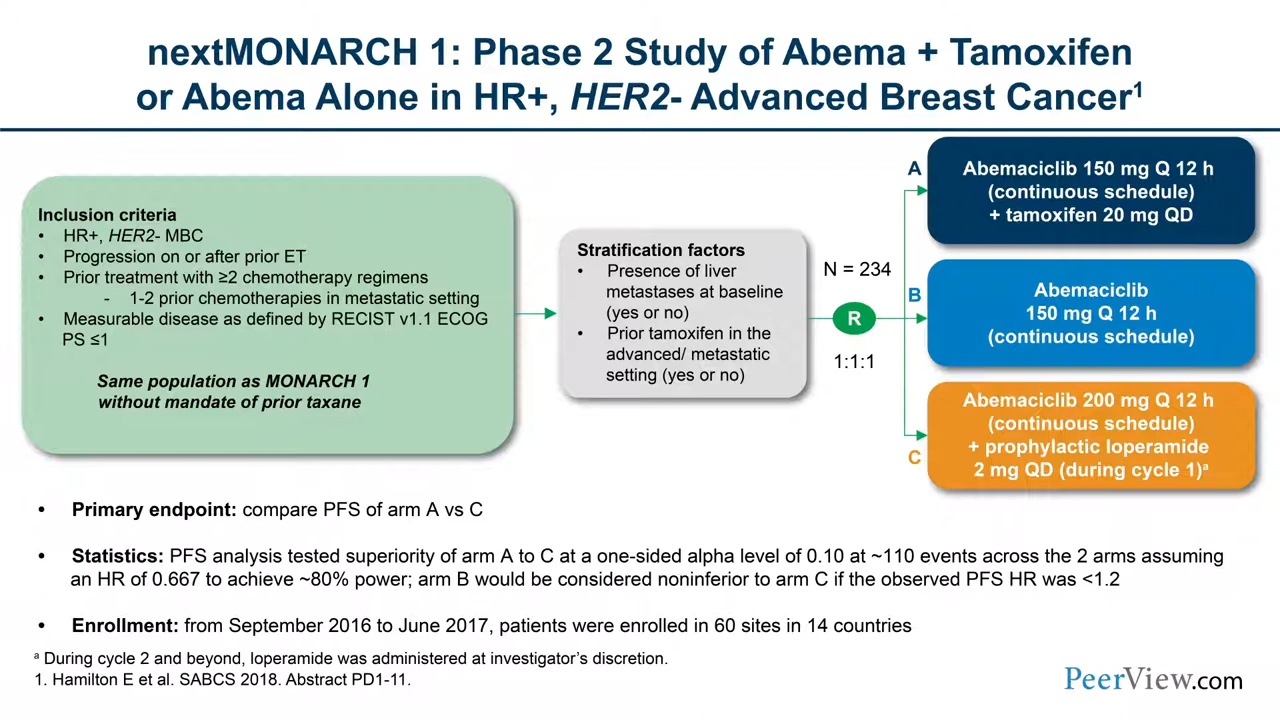 nextMONARCH 1: Phase 2 Study of Abema + Tamoxifen
or Abema Alone in HR+, HER2- Advanced Breast Cancer1
Inclusion criteria
• HR+, HER2- MBC
• Progression on or after prior ET
• Prior treatment with ≥2 chemotherapy regimens
- 1-2 prior chemotherapies in metastatic setting
• Measurable disease as defined by RECIST v1.1 ECOG
PS ≤1
Same population as MONARCH 1
without mandate of prior taxane
Stratification factors
• Presence of liver
metastases at baseline
(yes or no)
• Prior tamoxifen in the
advanced/ metastatic
setting (yes or no)
N = 234
R
1:1:1
A
Abemaciclib 150 mg Q 12 h
(continuous schedule)
+ tamoxifen 20 mg QD
B
Abemaciclib
150 mg Q 12 h
(continuous schedule)
C
Abemaciclib 200 mg Q 12 h
(continuous schedule)
+ prophylactic loperamide
2 mg QD (during cycle 1)a
• Primary endpoint: compare PFS of arm A vs C
• Statistics: PFS analysis tested superiority of arm A to C at a one-sided alpha level of 0.10 at ~110 events across the 2 arms assuming
an HR of 0.667 to achieve ~80% power; arm B would be considered noninferior to arm C if the observed PFS HR was <1.2
• Enrollment: from September 2016 to June 2017, patients were enrolled in 60 sites in 14 countries
a During cycle 2 and beyond, loperamide was administered at investigator's discretion.
1. Hamilton E et al. SABCS 2018. Abstract PD1-11.
PeerView.com